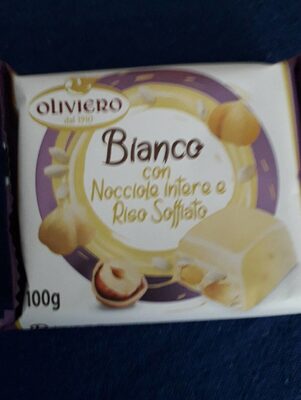 OLIVIERO
dal 1910
Bianco
con
Nocciole Intere e
Riso Soffiato
100g